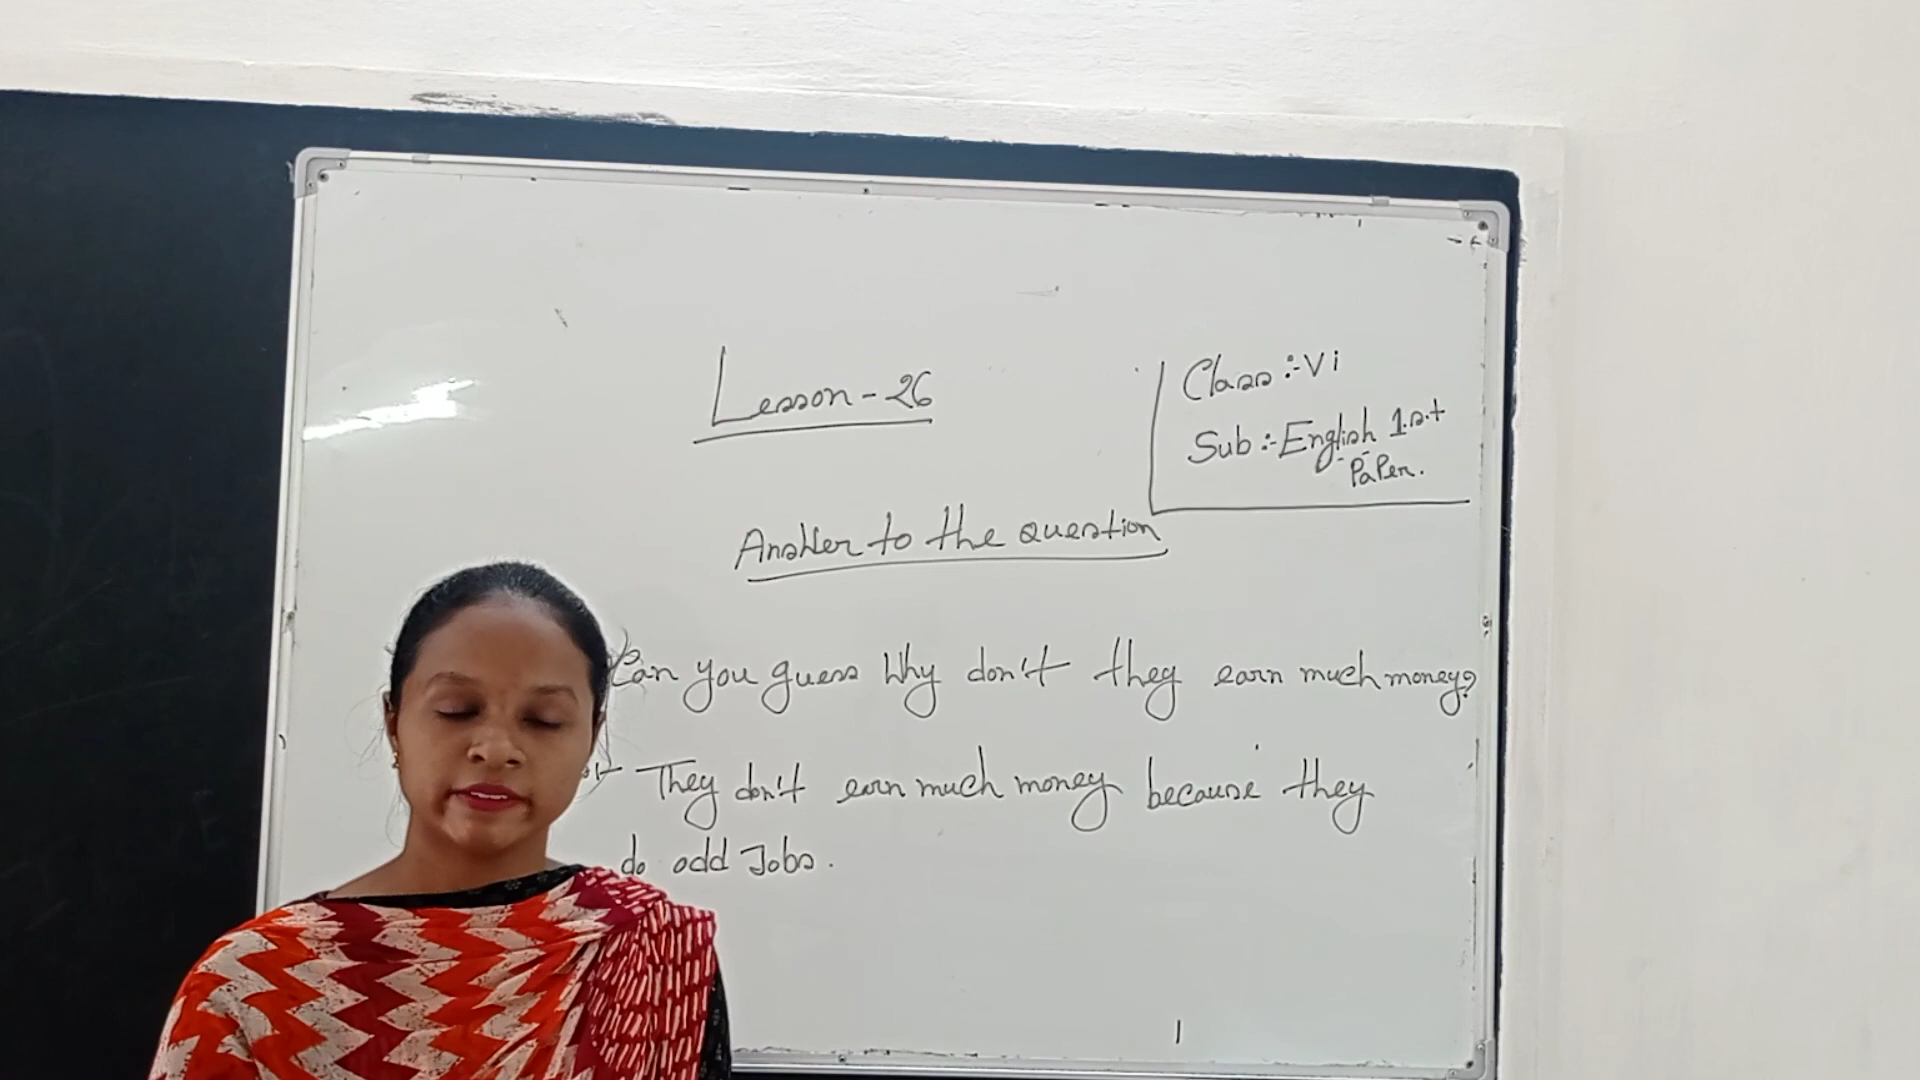 Lesson - 26
Class :- Vi
Sub :- English 1st
Paper.
Answer to the question
Can you guess Why don't they earn much money?
They don't earn much money because they
do odd Jobs.